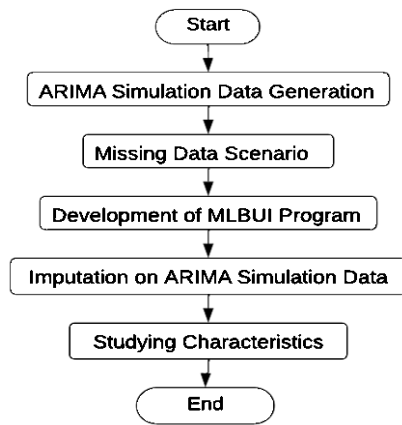 Start
ARIMA Simulation Data Generation
Missing Data Scenario
Development of MLBUI Program
Imputation on ARIMA Simulation Data
Studying Characteristics
End